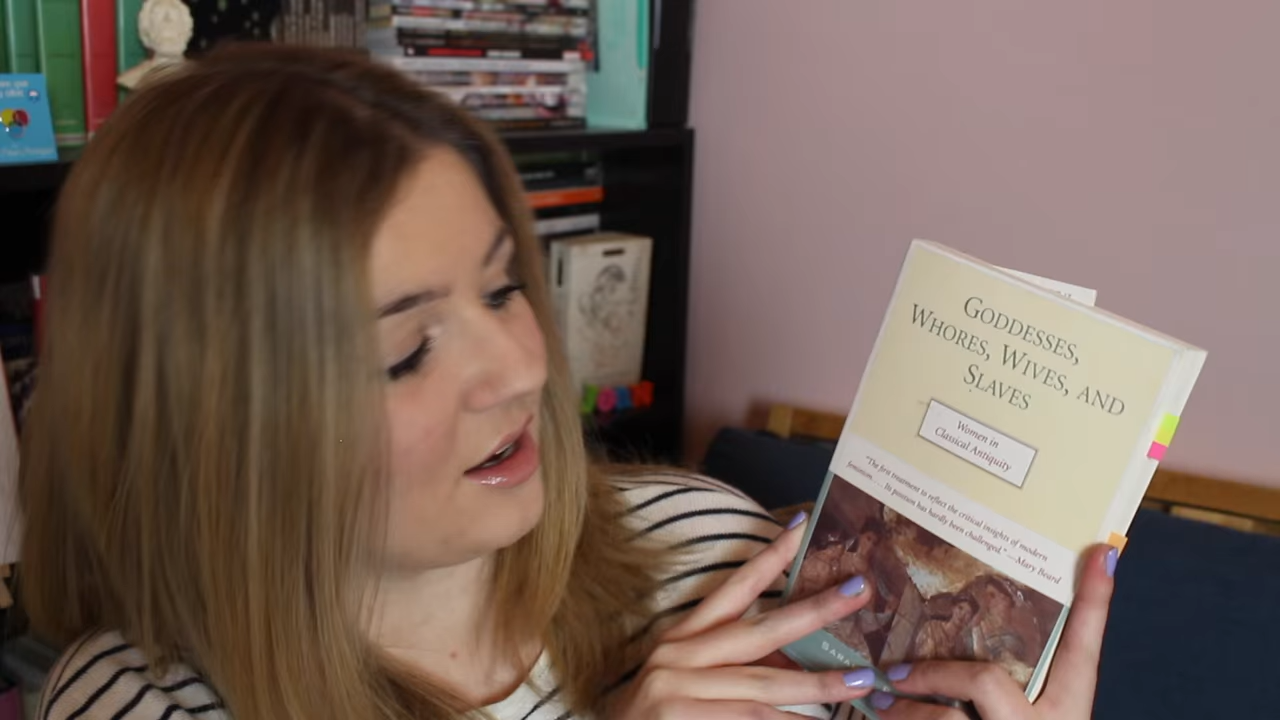 GODDESSES,
WHORES, WIVES, AND
SLAVES
Women in
Classical Antiquity
"The first treatment to reflect the critical insights of modern
feminism.... Its position has hardly been challenged." —Mary Beard